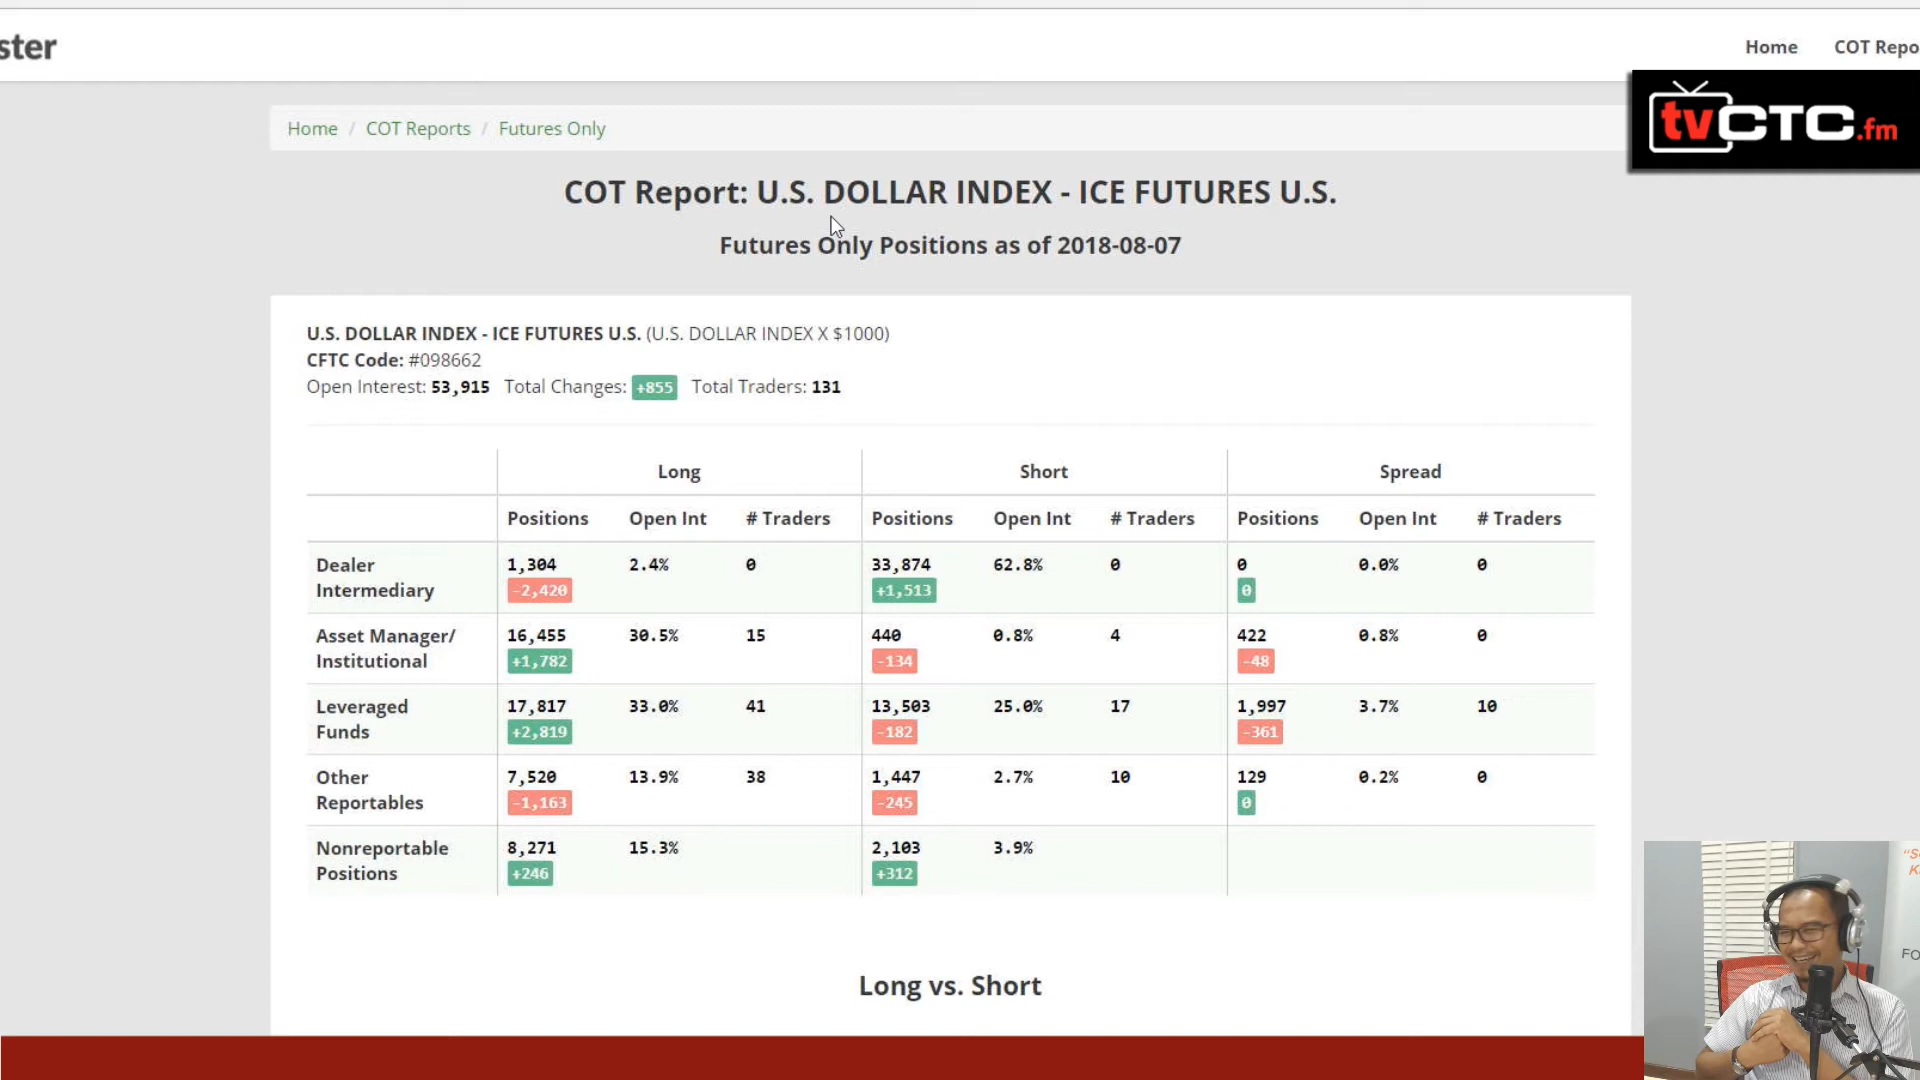 ster
Home COT Repo
tvCTC.fm
Home / COT Reports / Futures Only
COT Report: U.S. DOLLAR INDEX - ICE FUTURES U.S.
Futures Only Positions as of 2018-08-07
U.S. DOLLAR INDEX - ICE FUTURES U.S. (U.S. DOLLAR INDEX X $1000)
CFTC Code: #098662
Open Interest: 53,915 Total Changes: +855 Total Traders: 131
Long Short Spread
Positions Open Int # Traders Positions Open Int # Traders Positions Open Int # Traders
Dealer 1,304 2.4% 0 33,874 62.8% 0 0 0.0% 0
Intermediary -2,420 +1,513 0
Asset Manager/ 16,455 30.5% 15 440 0.8% 4 422 0.8% 0
Institutional +1,782 -134 -48
Leveraged 17,817 33.0% 41 13,503 25.0% 17 1,997 3.7% 10
Funds +2,819 -182 -361
Other 7,520 13.9% 38 1,447 2.7% 10 129 0.2% 0
Reportables -1,163 -245 0
Nonreportable 8,271 15.3% 2,103 3.9%
Positions +246 +312
Long vs. Short
"S
K
FO